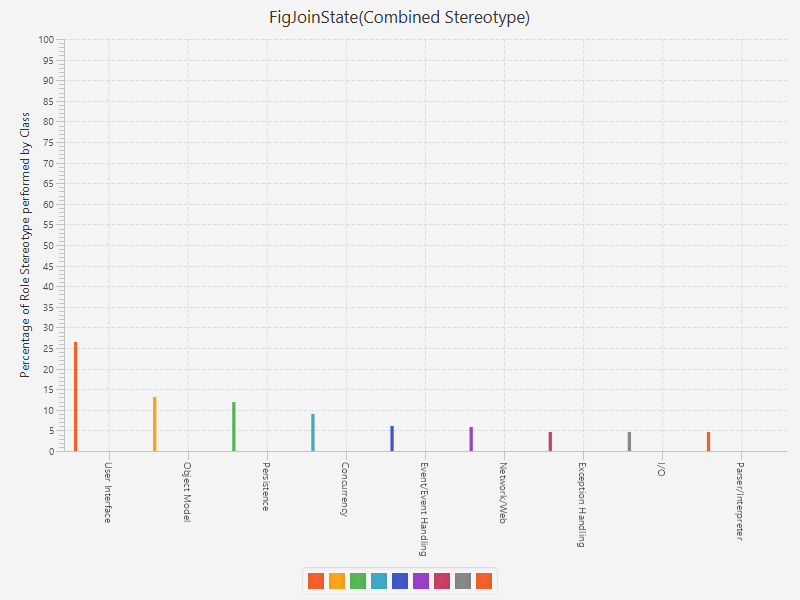 FigJoinState(Combined Stereotype)
Percentage of Role Stereotype performed by Class
100
95
90
85
80
75
70
65
60
55
50
45
40
35
30
25
20
15
10
5
0
User Interface
Object Model
Persistence
Concurrency
Event/Event Handling
Network/Web
Exception Handling
I/O
Parser/Interpreter